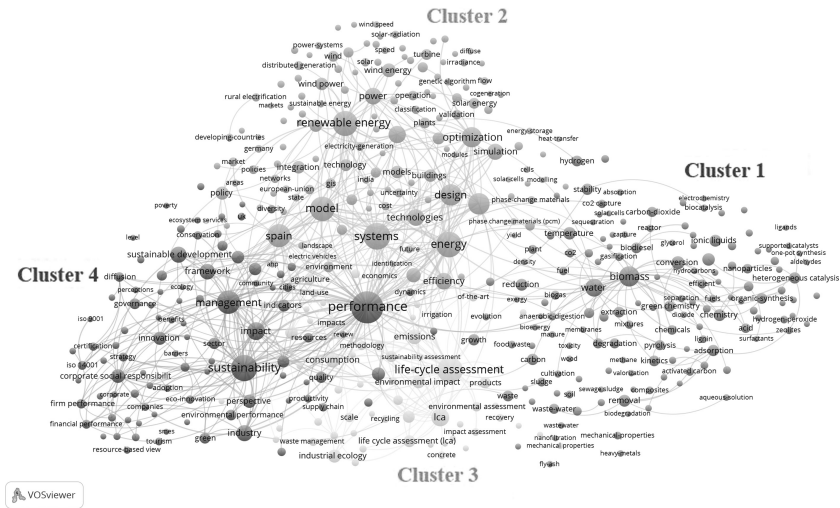 Cluster 2
wind speed
solar-radiation
power-systems
speed
diffuse
wind
turbine
solar
irradiance
distributed generation
wind energy
genetic algorithm
flow
wind power
cogeneration
power
operation
rural electrification
sustainable energy
solar energy
markets
classification
validation
renewable energy
plants
energy storage
developing-countries
optimization
heat-transfer
germany
electricity-generation
simulation
modules
hydrogen
market
technology
policies
integration
models
cells
Cluster 1
networks
india
buildings
solar-cells
modelling
areas
gis
european-union
uncertainty
stability
absorption
policy
state
design
phase-change materials
electrochemistry
cost
co2 capture
biocatalysis
poverty
diversity
model
solar-cells
carbon-dioxide
ecosystem services
uk
technologies
phase change materials (pcm)
sequestration
reactor
ligands
conservation
yield
temperature
capture
level
spain
systems
biodiesel
glycerol
ionic liquids
landscape
energy
supported catalysts
sustainable development
electric vehicles
future
plant
co2
gasification
one-pot synthesis
ahp
density
conversion
aldehydes
Cluster 4
framework
environment
identification
fuel
biomass
hydrocarbons
nanoparticles
diffusion
community
agriculture
economics
efficiency
water
heterogeneous catalysis
perceptions
ecology
cities
reduction
efficient
land-use
dynamics
of-the-art
biogas
separation
fuels
organic-synthesis
governance
management
indicators
performance
exergy
green chemistry
benefits
irrigation
evolution
anaerobic-digestion
extraction
dioxide
chemistry
iso 9001
impacts
bioenergy
mixtures
hydrogen-peroxide
innovation
impact
review
emissions
mature
membranes
chemicals
acid
zeolites
certification
sector
resources
methodology
growth
food waste
toxicity
degradation
lignin
surfactants
strategy
barriers
consumption
sustainability assessment
pyrolysis
adsorption
iso 14001
sustainability
life-cycle assessment
carbon
wood
methane
kinetics
corporate social responsibilit
quality
environmental impact
products
cultivation
valorisation
activated carbon
adoption
sludge
corporate
eco-innovation
productivity
waste
soil
sewage-sludge
composites
firm performance
companies
perspective
supply chain
removal
aqueous-solution
environmental performance
scale
recycling
lca
environmental assessment
waste-water
biodegradation
financial performance
recovery
smes
industry
impact assessment
wastewater
tourism
green
waste management
life cycle assessment (lca)
nanofiltration
mechanical-properties
resource-based view
industrial ecology
concrete
mechanical properties
heavy-metals
Cluster 3
fly-ash
VOSviewer